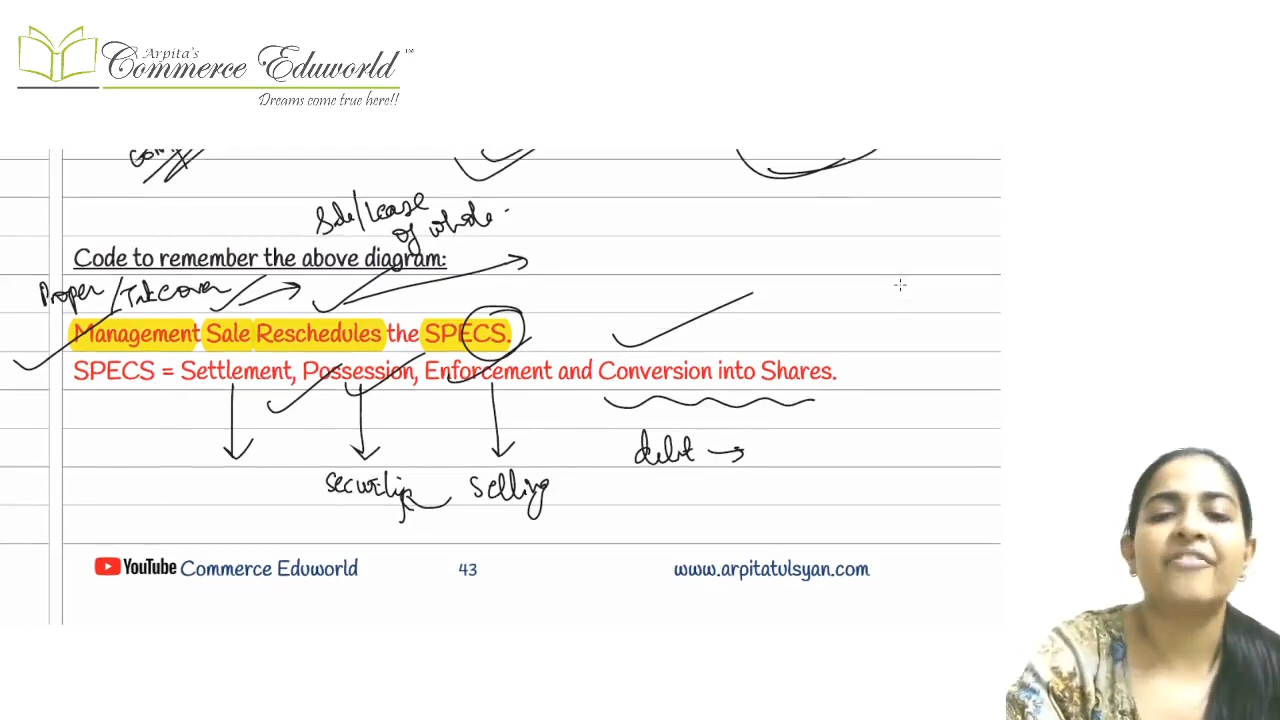 Arpita's
Commerce Eduworld™
Dreams come true here!!
Sale/Lease
of whole.
Code to remember the above diagram:
Proper / Takeover
Management Sale Reschedules the SPECS.
SPECS = Settlement, Possession, Enforcement and Conversion into Shares.
debt →
selling
YouTube Commerce Eduworld 43 www.arpitatulsyan.com